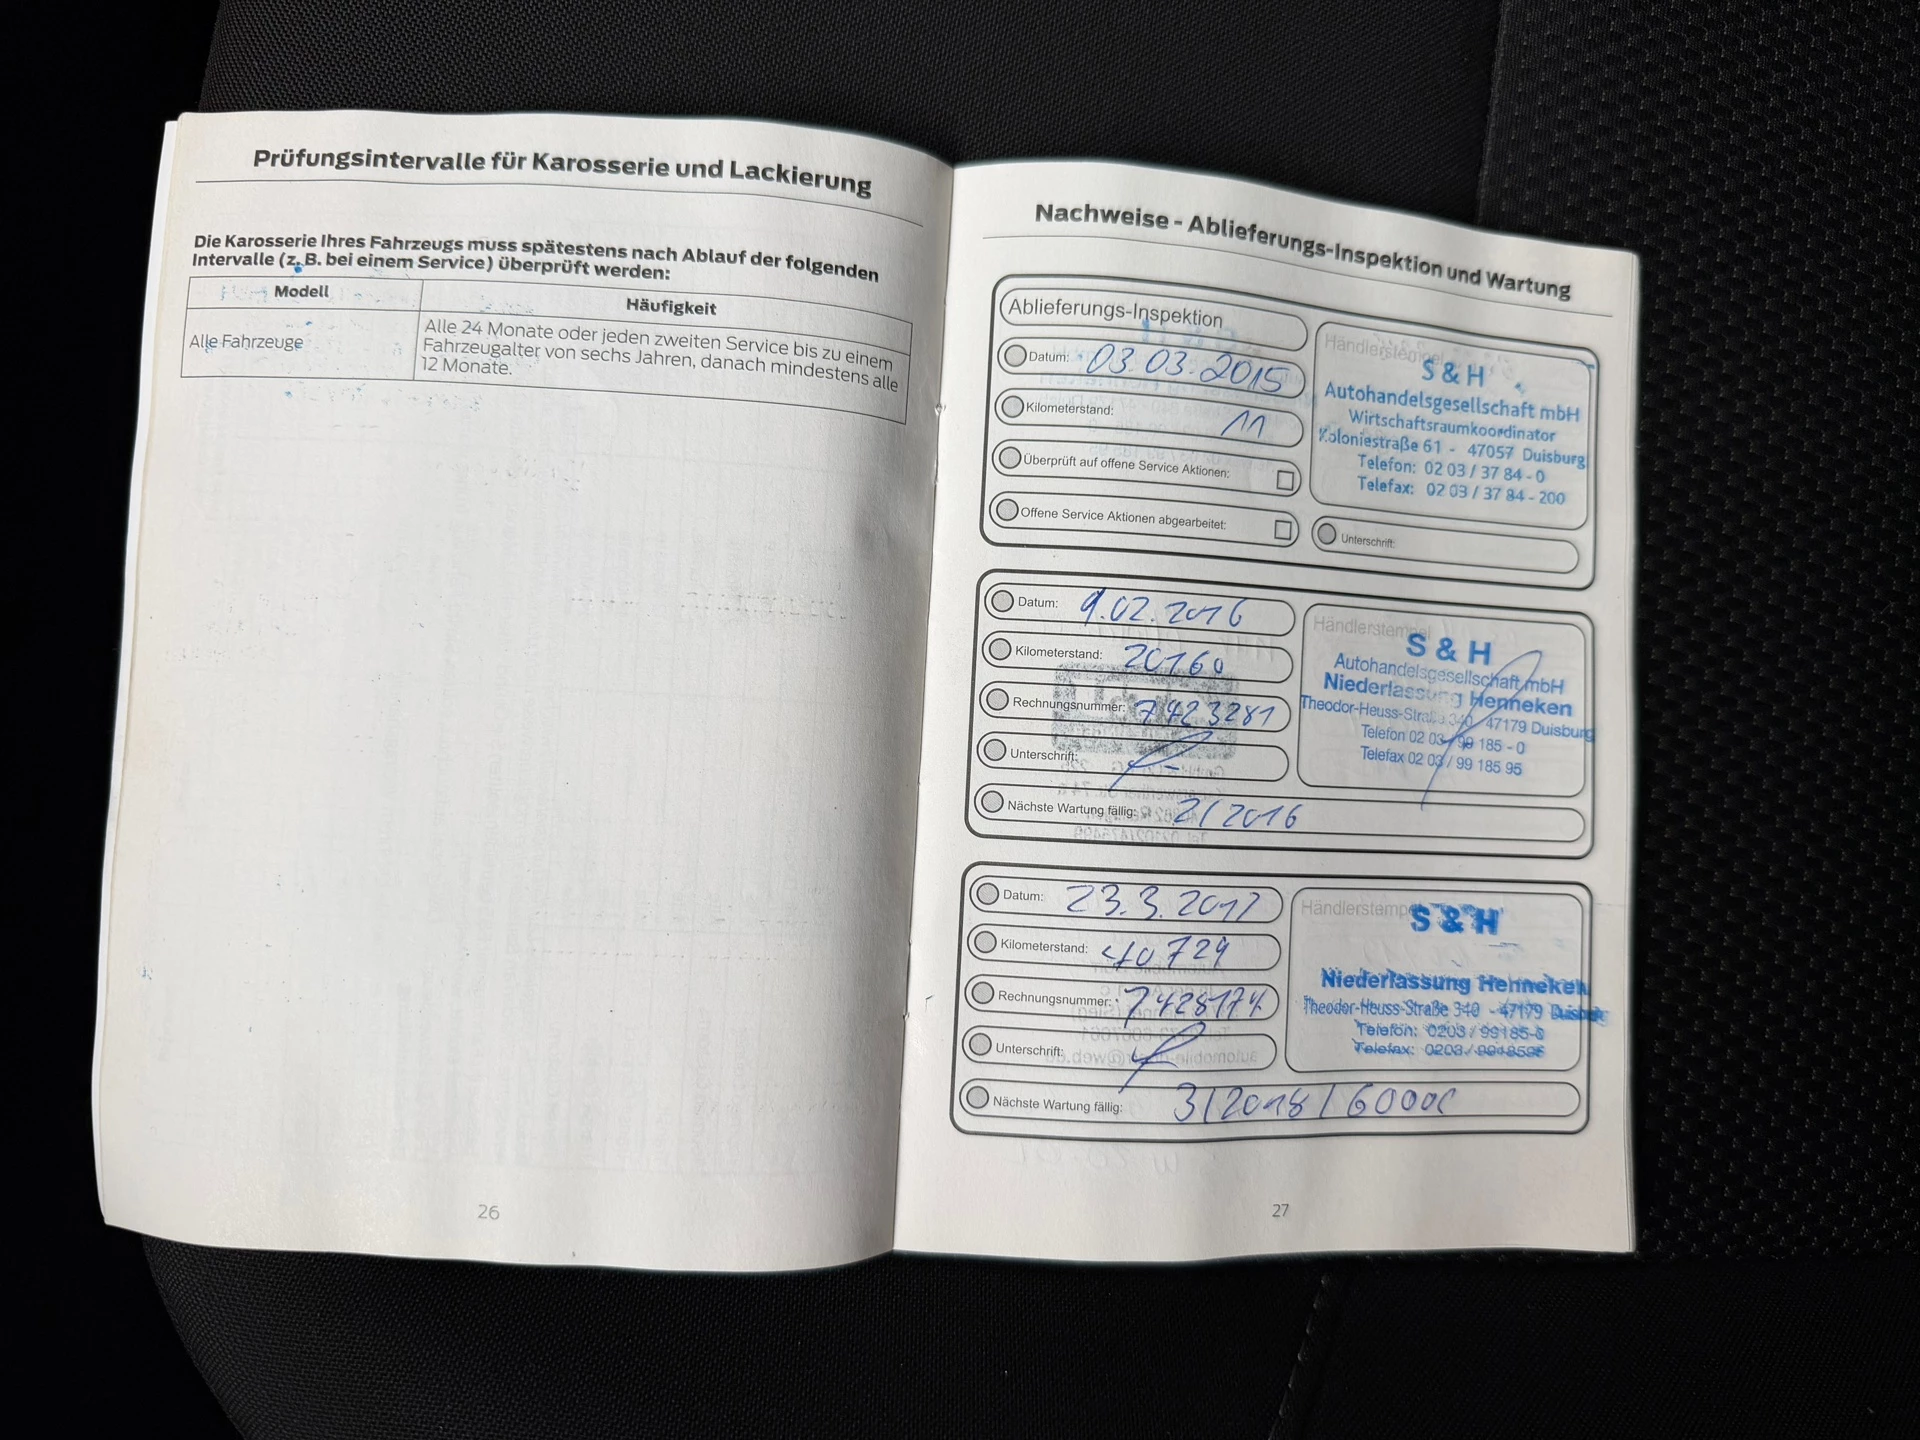 Prüfungsintervalle für Karosserie und Lackierung
Die Karosserie Ihres Fahrzeugs muss spätestens nach Ablauf der folgenden
Intervalle (z. B. bei einem Service) überprüft werden:
Modell
Häufigkeit
Alle Fahrzeuge
Alle 24 Monate oder jeden zweiten Service bis zu einem
Fahrzeugalter von sechs Jahren, danach mindestens alle
12 Monate.
26
Nachweise - Ablieferungs-Inspektion und Wartung
Ablieferungs-Inspektion
Datum: 03.03.2015
Kilometerstand: 11
Überprüft auf offene Service Aktionen:
Offene Service Aktionen abgearbeitet:
Händlerstempel
S & H
Autohandelsgesellschaft mbH
Wirtschaftsraumkoordinator
Koloniestraße 61 - 47057 Duisburg
Telefon: 02 03 / 37 84 - 0
Telefax: 02 03 / 37 84 - 200
Unterschrift:
Datum: 9.02.2016
Kilometerstand: 20160
Rechnungsnummer: 7423281
Unterschrift:
Nächste Wartung fällig: 2/2016
Händlerstempel
S & H
Autohandelsgesellschaft mbH
Niederlassung Henneken
Theodor-Heuss-Straße 340 47179 Duisburg
Telefon 02 03 / 99 185 - 0
Telefax 02 03 / 99 185 95
Datum: 23.3.2017
Kilometerstand: 40729
Rechnungsnummer: 7428174
Unterschrift:
Nächste Wartung fällig: 3/2018/60000
Händlerstempel
S & H
Niederlassung Henneken
Theodor-Heuss-Straße 340 - 47179 Duisburg
Telefon: 0203 / 99185-0
Telefax: 0203 / 9918595
27